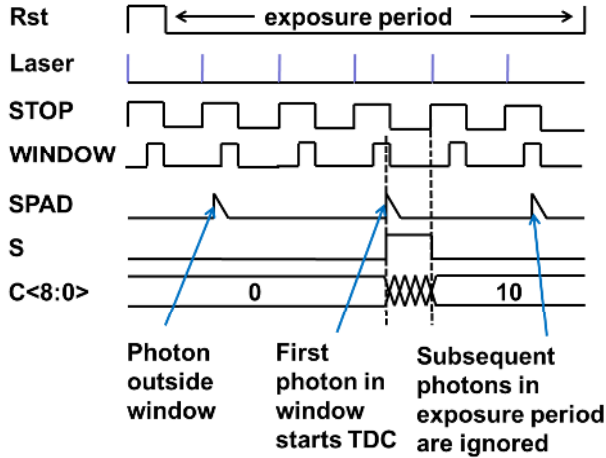 Rst
exposure period
Laser
STOP
WINDOW
SPAD
S
C<8:0>
0
10
Photon
outside
window
First
photon in
window
starts TDC
Subsequent
photons in
exposure period
are ignored